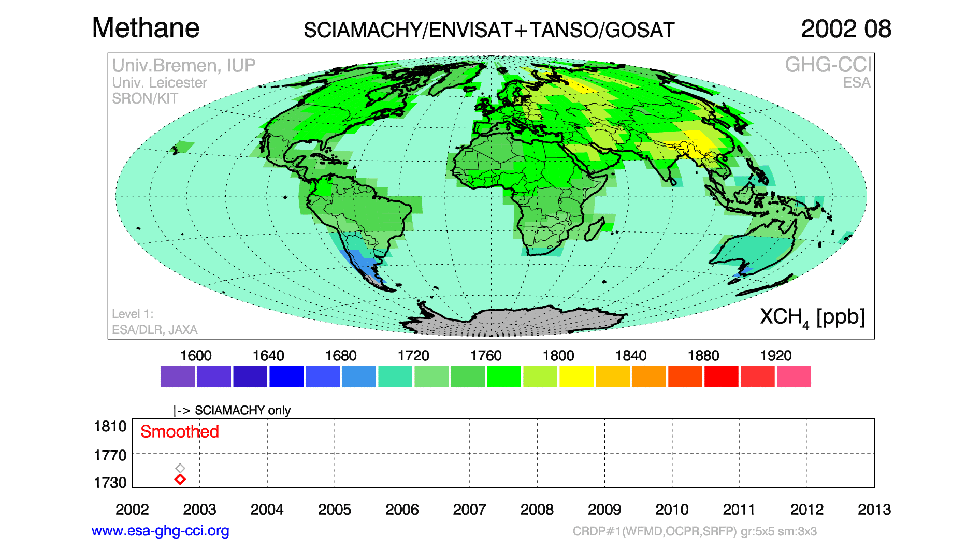 Methane SCIAMACHY/ENVISAT+TANSO/GOSAT 2002 08
Univ.Bremen, IUP GHG-CCI
Univ. Leicester ESA
SRON/KIT
Level 1:
ESA/DLR, JAXA
XCH4 [ppb]
1600 1640 1680 1720 1760 1800 1840 1880 1920
|-> SCIAMACHY only
1810
Smoothed
1770
1730
2002 2003 2004 2005 2006 2007 2008 2009 2010 2011 2012 2013
www.esa-ghg-cci.org CRDP#1(WFMD,OCPR,SRFP) gr:5x5 sm:3x3